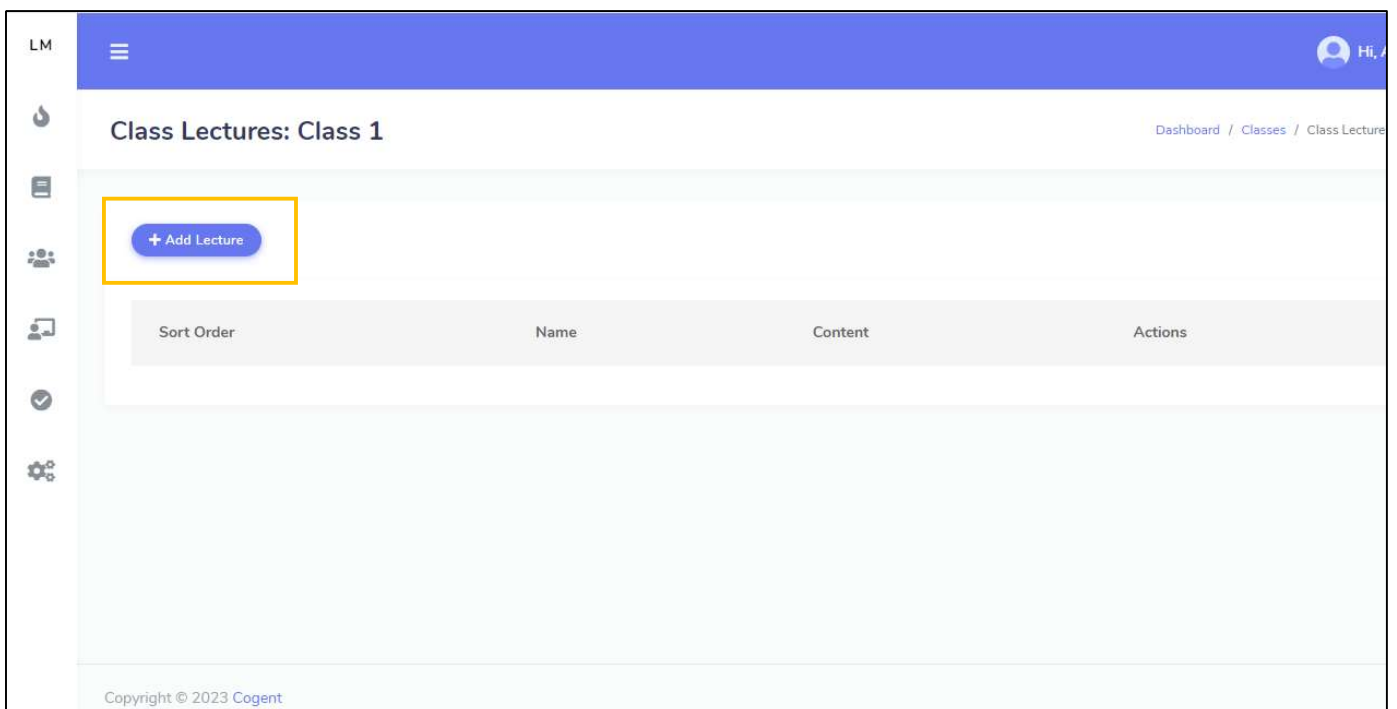 LM
Hi, A
Class Lectures: Class 1
Dashboard / Classes / Class Lecture
+ Add Lecture
Sort Order Name Content Actions
Copyright © 2023 Cogent